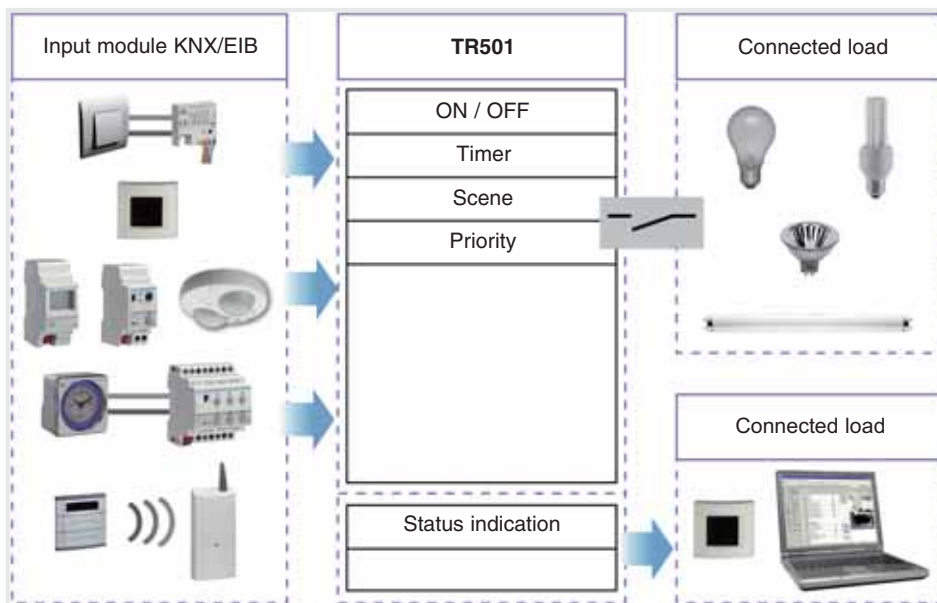 Input module KNX/EIB
TR501
Connected load
ON / OFF
Timer
Scene
Priority
Connected load
Status indication